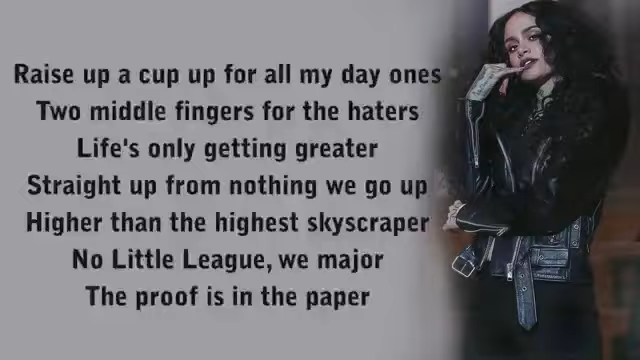 Raise up a cup up for all my day ones
Two middle fingers for the haters
Life's only getting greater
Straight up from nothing we go up
Higher than the highest skyscraper
No Little League, we major
The proof is in the paper